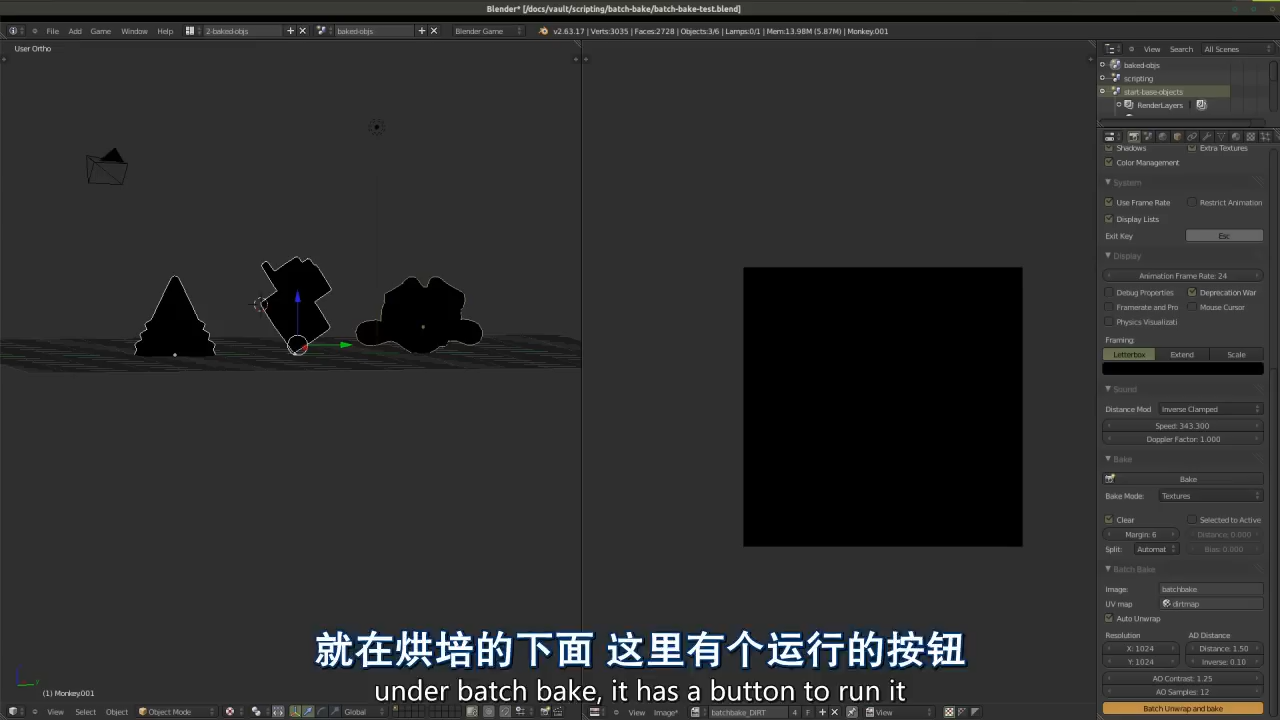 Blender* [/docs/vault/scripting/batch-bake/batch-bake-test.blend]
File Add Game Window Help 2-baked-objs baked-objs Blender Game v2.63.17 | Verts:3035 | Faces:2728 | Objects:3/6 | Lamps:0/1 | Mem:13.98M (5.87M) | Monkey.001
User Ortho
View Search All Scenes
baked-objs
scripting
start-base-objects
RenderLayers
Shadows Extra Textures
Color Management
System
Use Frame Rate Restrict Animation
Display Lists
Exit Key Esc
Display
Animation Frame Rate: 24
Debug Properties Deprecation War
Framerate and Pro Mouse Cursor
Physics Visualizati
Framing:
Letterbox Extend Scale
Sound
Distance Mod Inverse Clamped
Speed: 343.300
Doppler Factor: 1.000
Bake
Bake
Bake Mode: Textures
Clear Selected to Active
Margin: 6 Distance: 0.000
Split: Automat Bias: 0.000
Batch Bake
Image: batchbake
UV map dirtmap
Auto Unwrap
Resolution AO Distance
X: 1024 Distance: 1.50
Y: 1024 Inverse: 0.10
AO Contrast: 1.25
AO Samples: 12
Batch Unwrap and bake
就在烘培的下面 这里有个运行的按钮
under batch bake, it has a button to run it
(1) Monkey.001
View Select Object Object Mode Global
View Image* batchbake_DIRT 4 F View